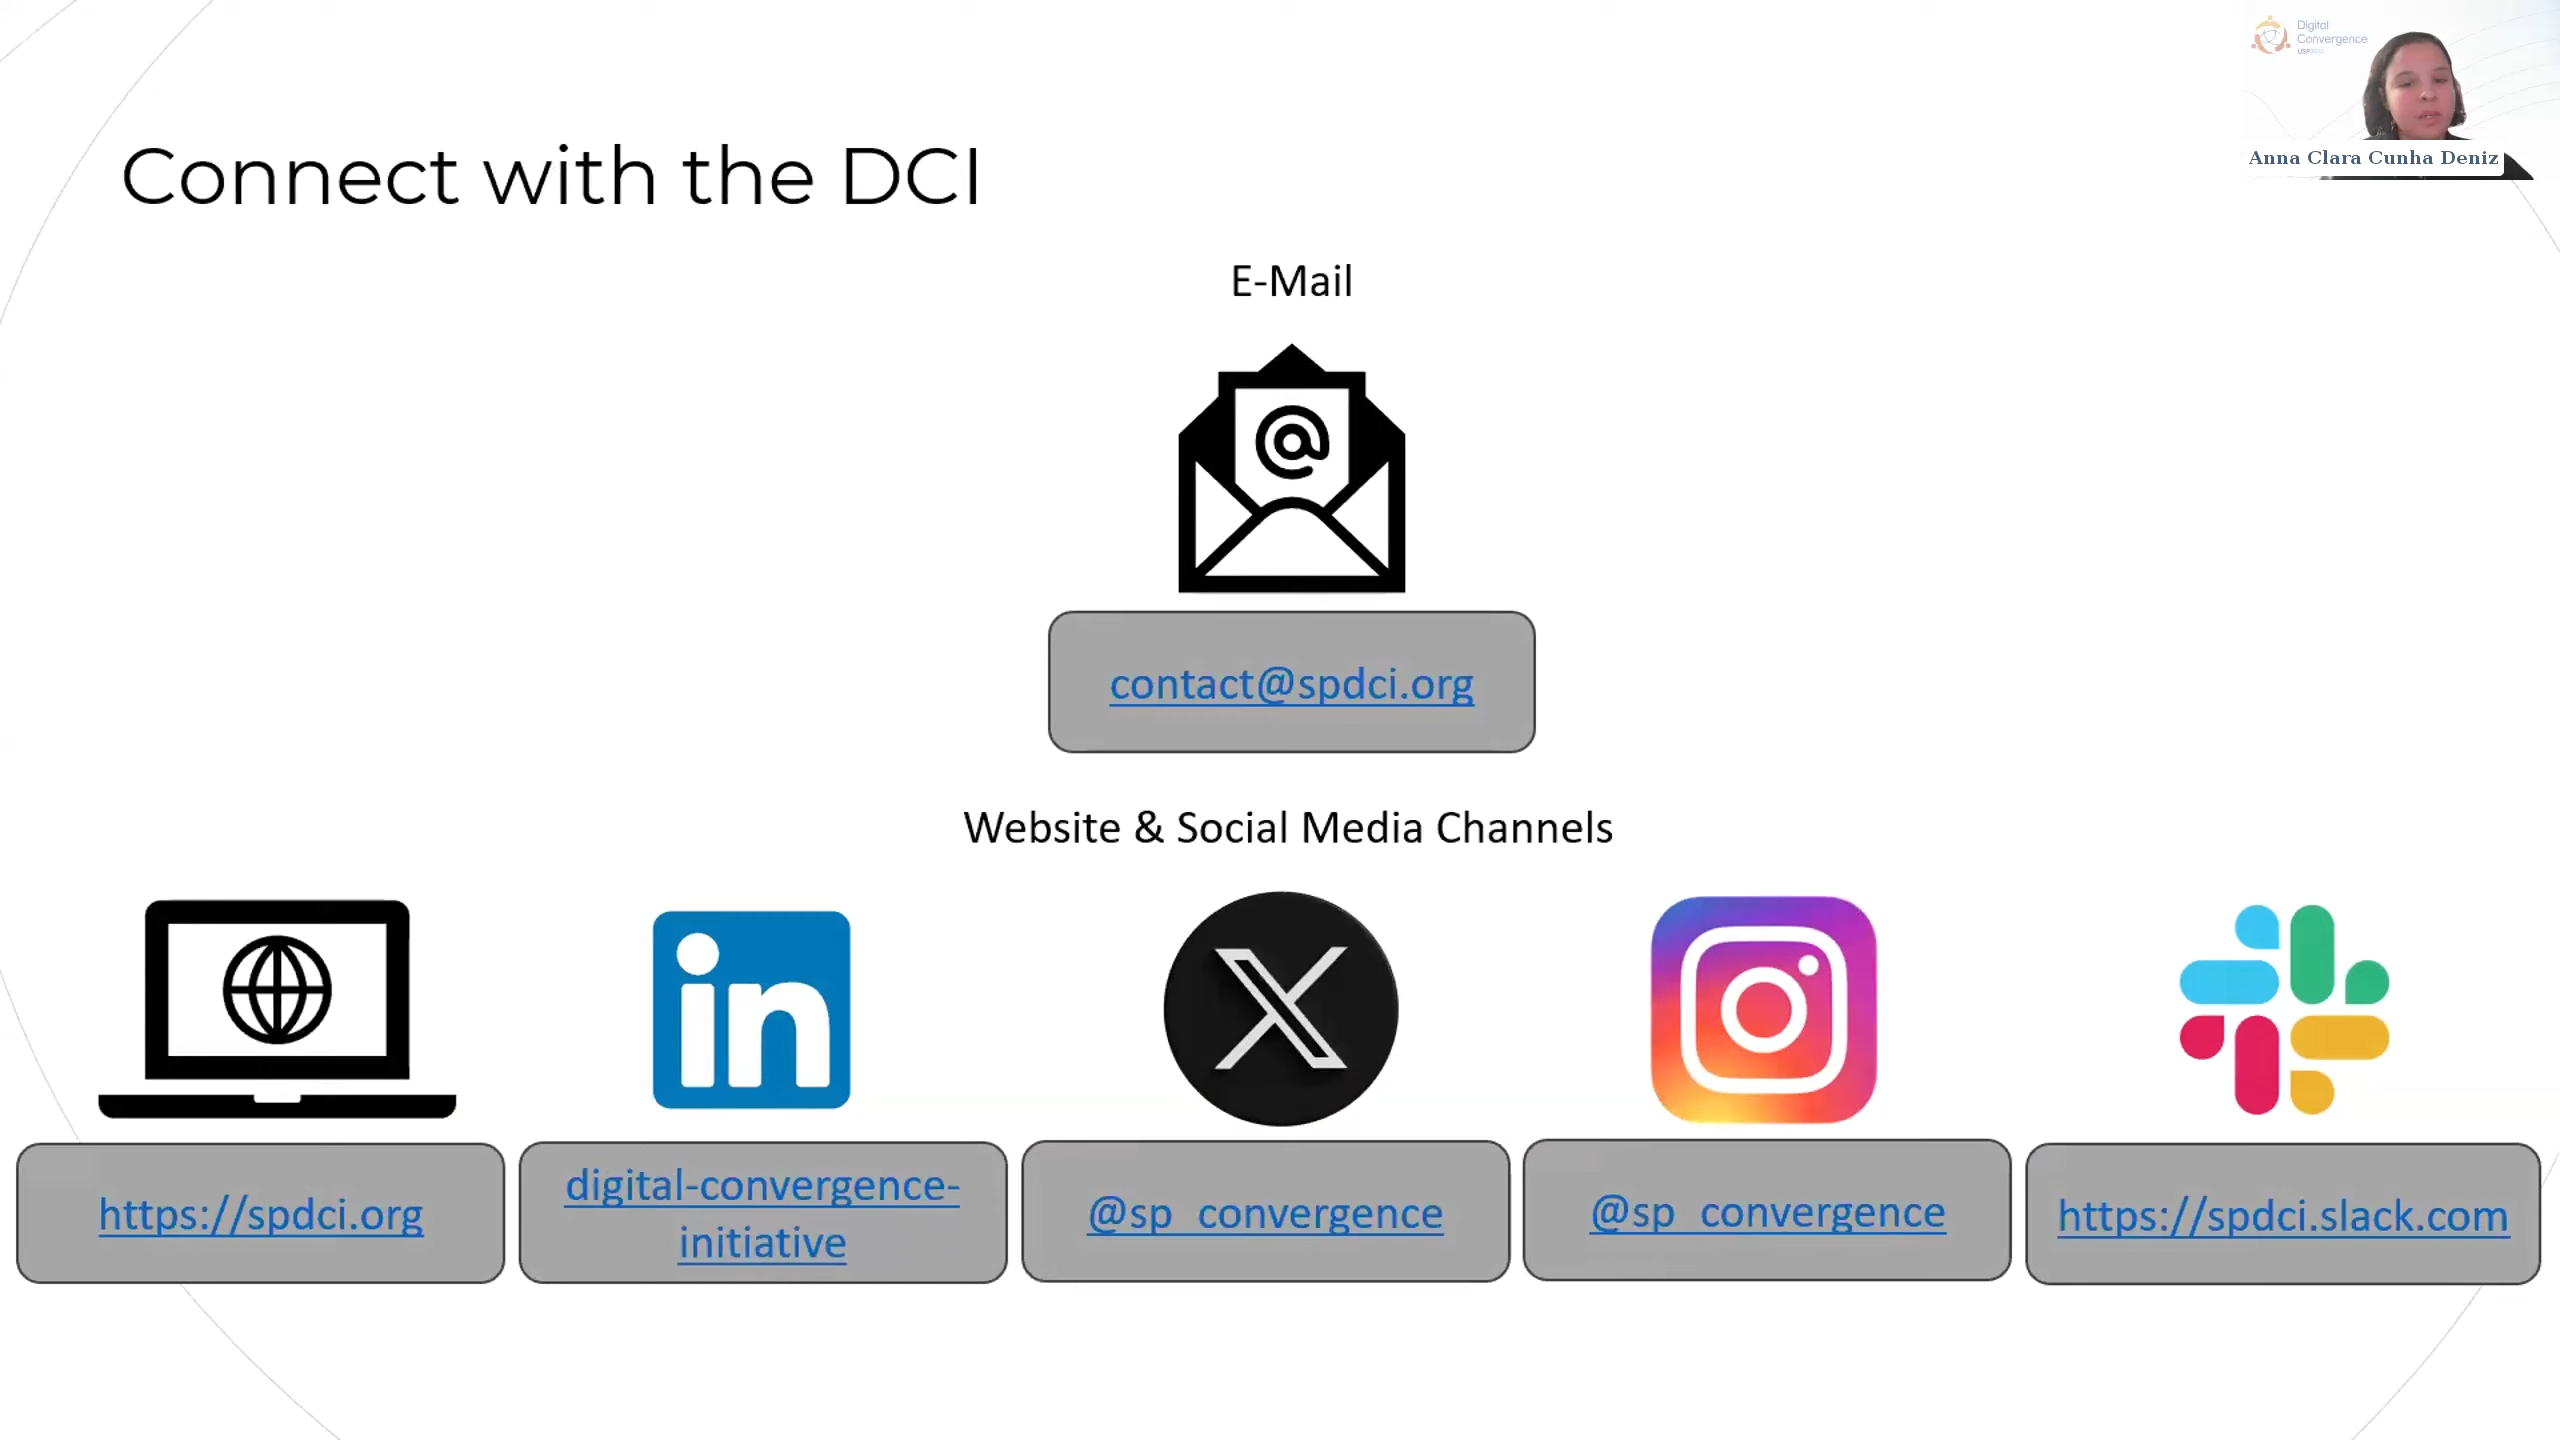 Digital
Convergence
Anna Clara Cunha Deniz
Connect with the DCI
E-Mail
contact@spdci.org
Website & Social Media Channels
https://spdci.org
digital-convergence-
initiative
@sp_convergence
@sp_convergence
https://spdci.slack.com